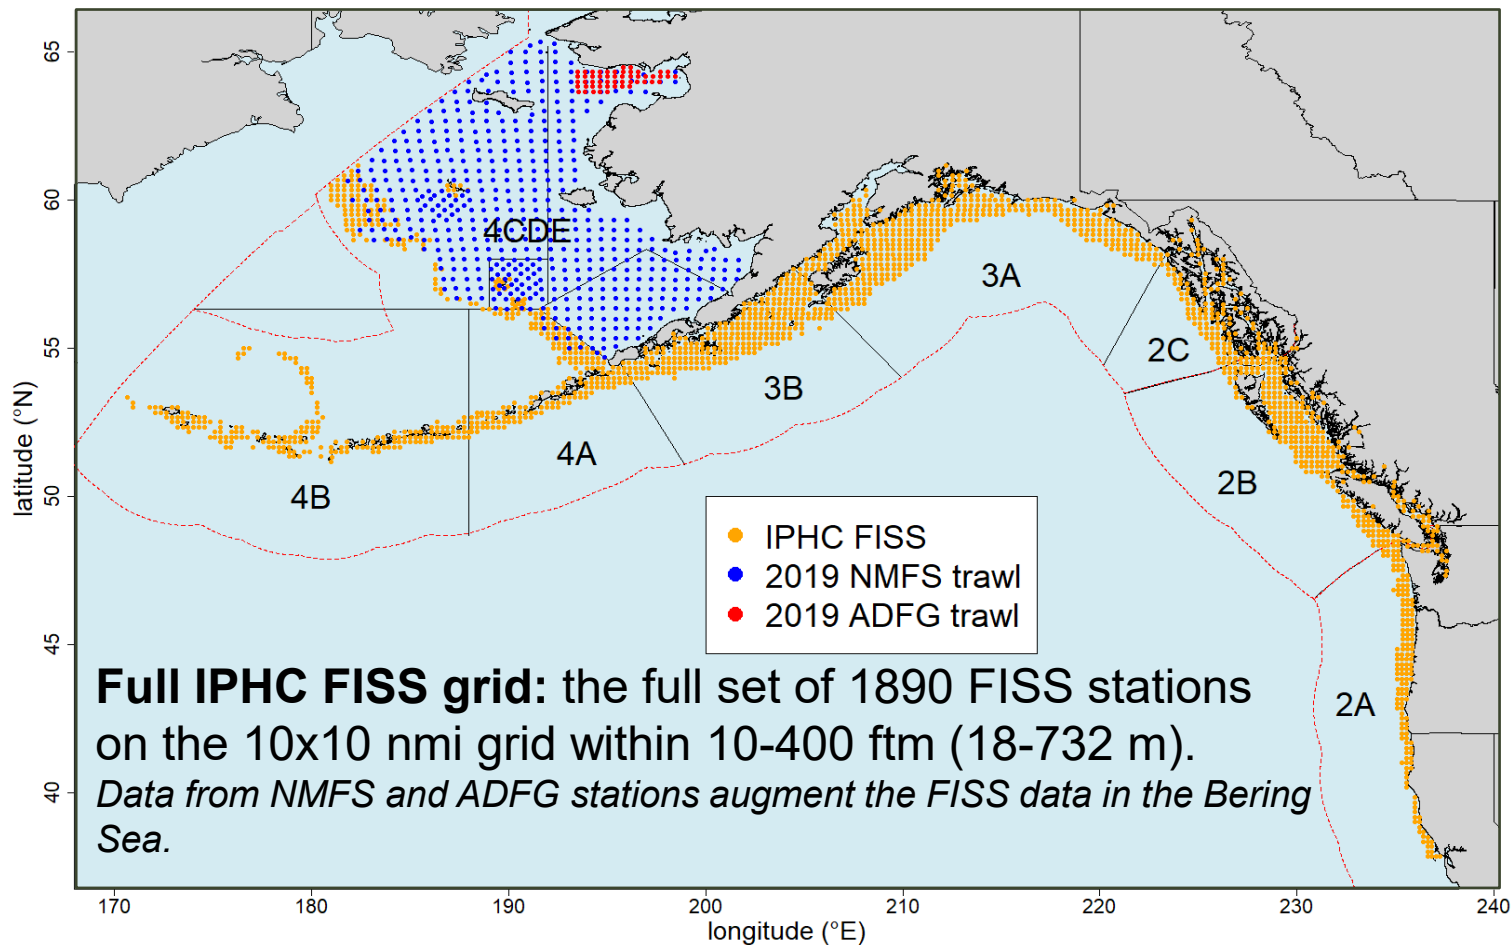 65
60
55
50
45
40
latitude (°N)
4CDE
3A
2C
3B
4A
4B
2B
2A
IPHC FISS
2019 NMFS trawl
2019 ADFG trawl
Full IPHC FISS grid: the full set of 1890 FISS stations
on the 10x10 nmi grid within 10-400 ftm (18-732 m).
Data from NMFS and ADFG stations augment the FISS data in the Bering
Sea.
170 180 190 200 210 220 230 240
longitude (°E)